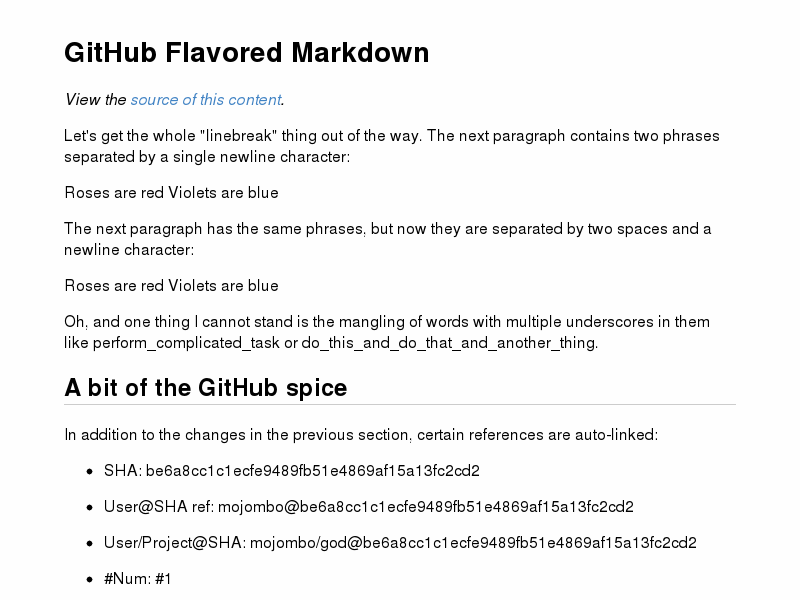 GitHub Flavored Markdown
View the source of this content.
Let's get the whole "linebreak" thing out of the way. The next paragraph contains two phrases
separated by a single newline character:
Roses are red Violets are blue
The next paragraph has the same phrases, but now they are separated by two spaces and a
newline character:
Roses are red Violets are blue
Oh, and one thing I cannot stand is the mangling of words with multiple underscores in them
like perform_complicated_task or do_this_and_do_that_and_another_thing.
A bit of the GitHub spice
In addition to the changes in the previous section, certain references are auto-linked:
• SHA: be6a8cc1c1ecfe9489fb51e4869af15a13fc2cd2
• User@SHA ref: mojombo@be6a8cc1c1ecfe9489fb51e4869af15a13fc2cd2
• User/Project@SHA: mojombo/god@be6a8cc1c1ecfe9489fb51e4869af15a13fc2cd2
• #Num: #1